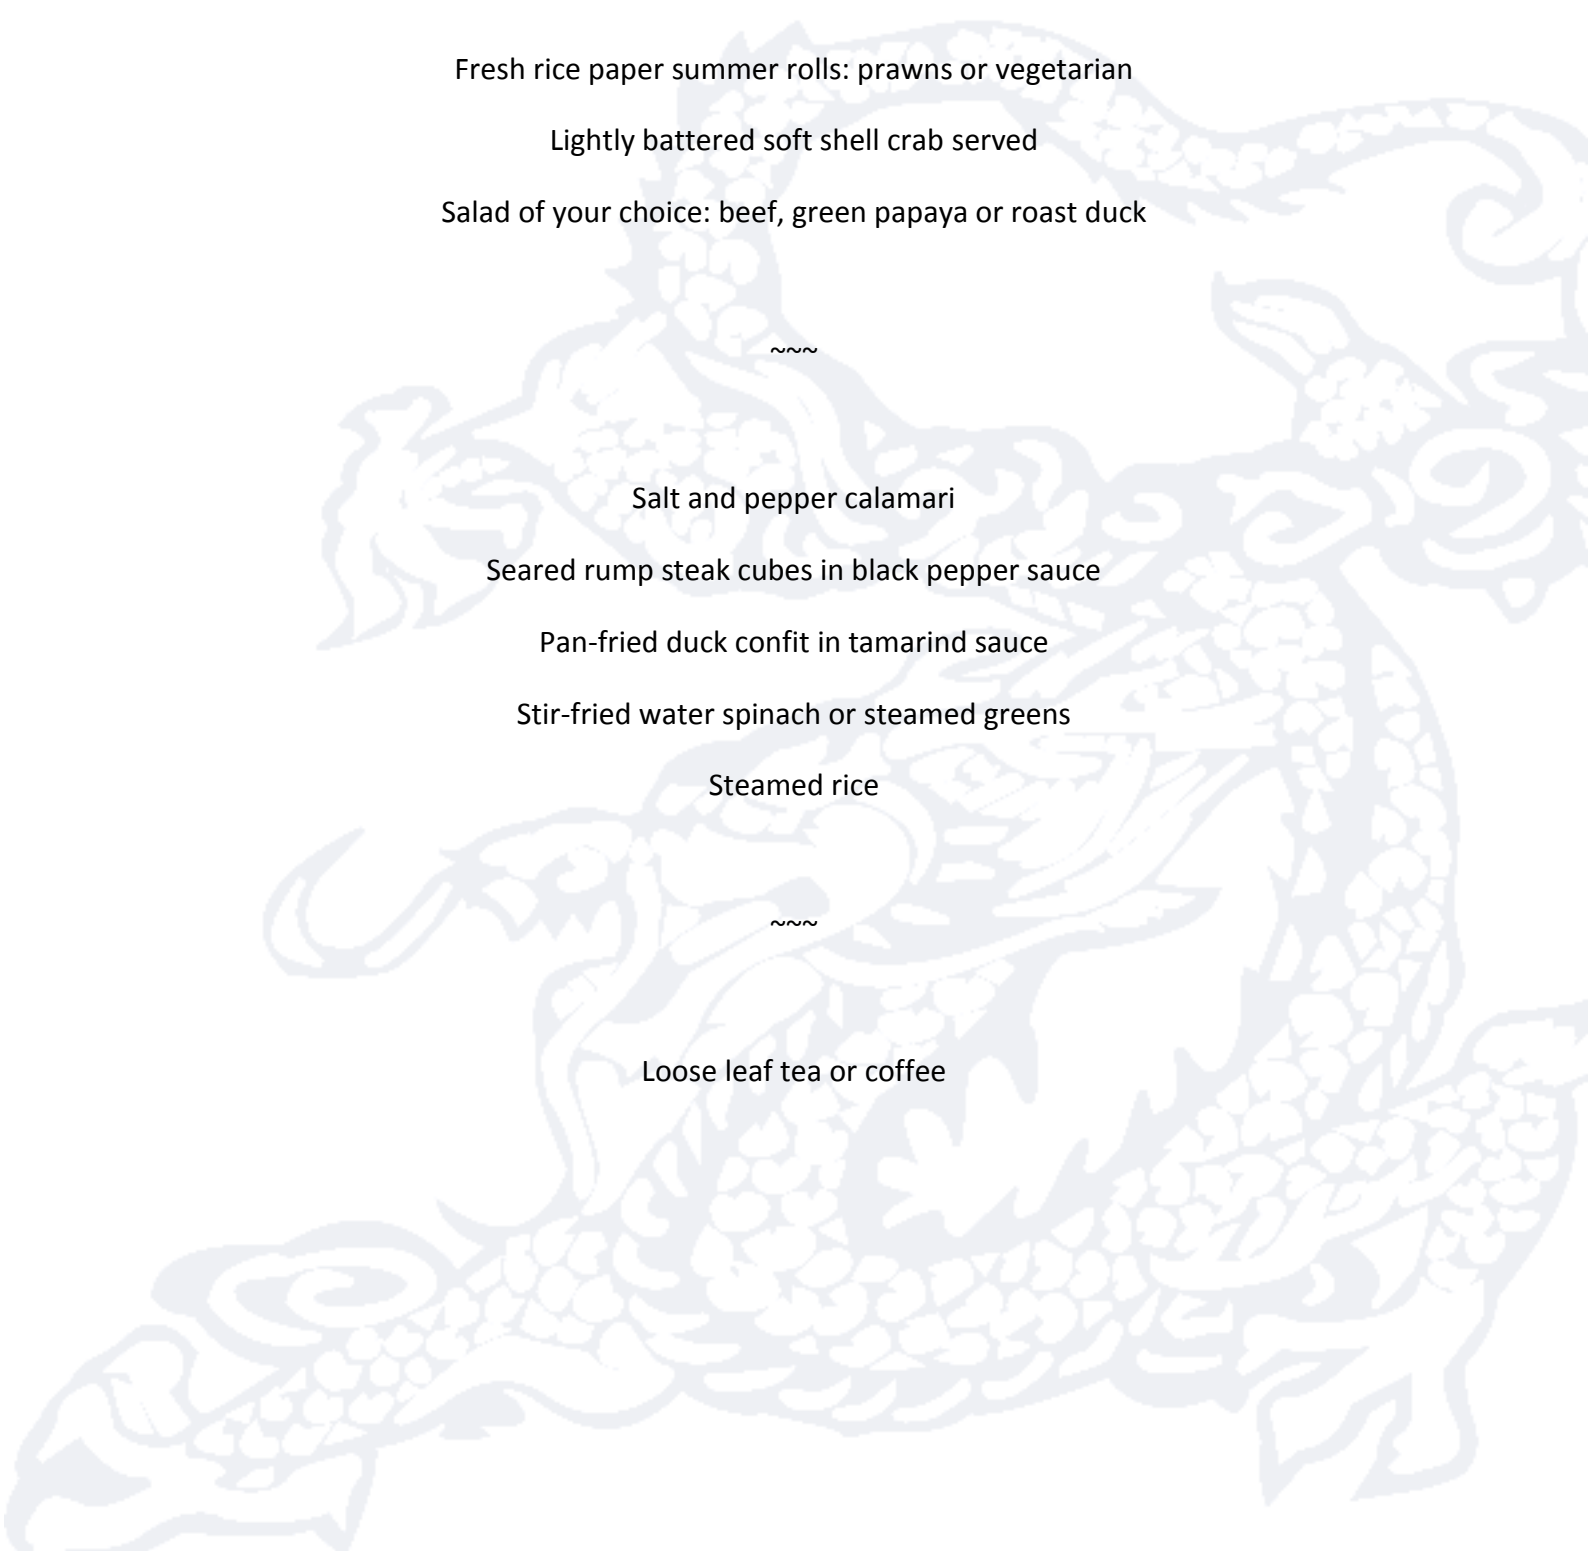 Fresh rice paper summer rolls: prawns or vegetarian
Lightly battered soft shell crab served
Salad of your choice: beef, green papaya or roast duck
~~~
Salt and pepper calamari
Seared rump steak cubes in black pepper sauce
Pan-fried duck confit in tamarind sauce
Stir-fried water spinach or steamed greens
Steamed rice
~~~
Loose leaf tea or coffee